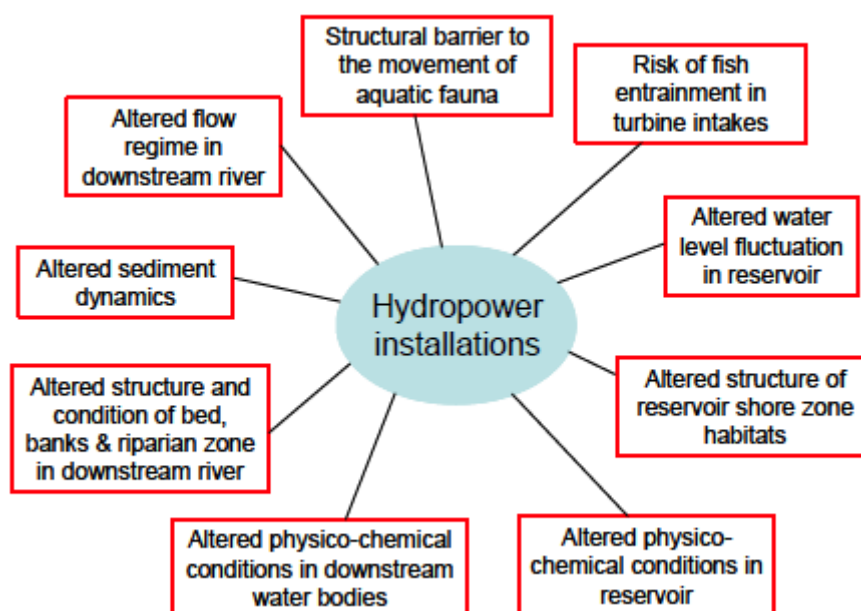 Structural barrier to
the movement of
aquatic fauna
Risk of fish
entrainment in
turbine intakes
Altered flow
regime in
downstream river
Altered water
level fluctuation
in reservoir
Altered sediment
dynamics
Hydropower
installations
Altered structure and
condition of bed,
banks & riparian zone
in downstream river
Altered structure of
reservoir shore zone
habitats
Altered physico-chemical
conditions in downstream
water bodies
Altered physico-
chemical conditions in
reservoir